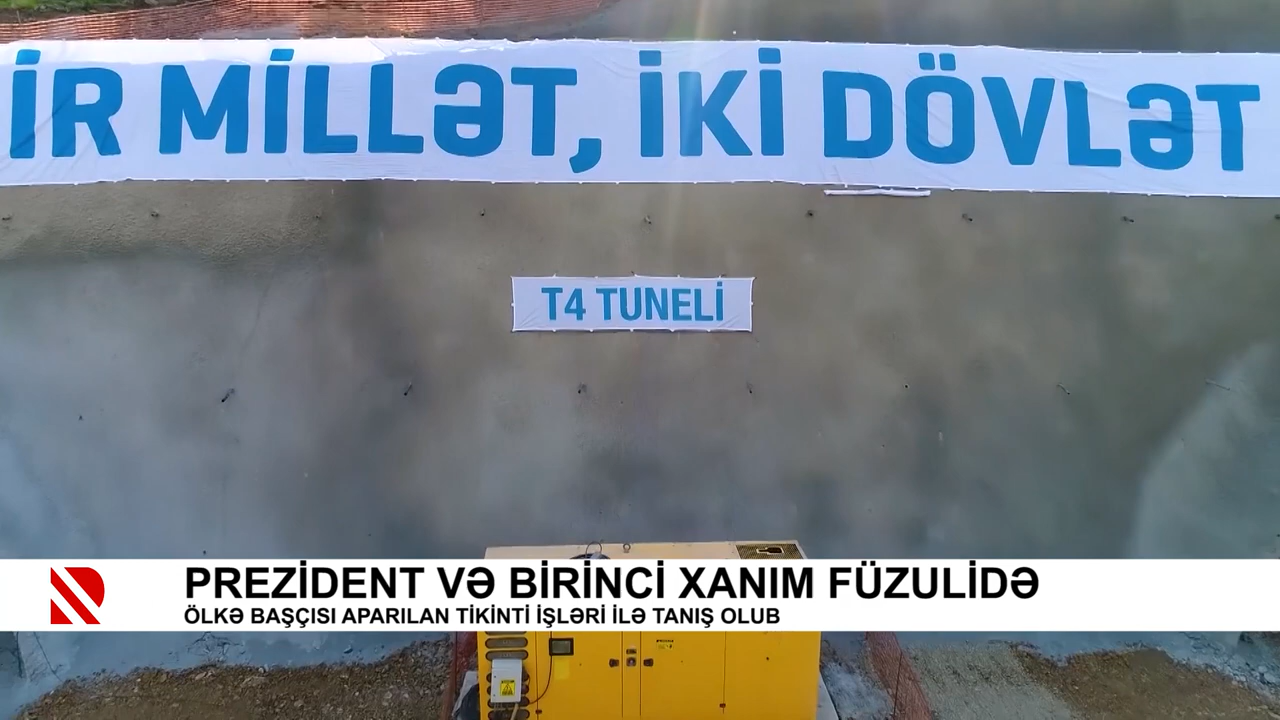 İR MİLLƏT, İKİ DÖVLƏT
T4 TUNELİ
PREZİDENT VƏ BİRİNCİ XANIM FÜZULİDƏ
ÖLKƏ BAŞÇISI APARILAN TİKİNTİ İŞLƏRİ İLƏ TANIŞ OLUB